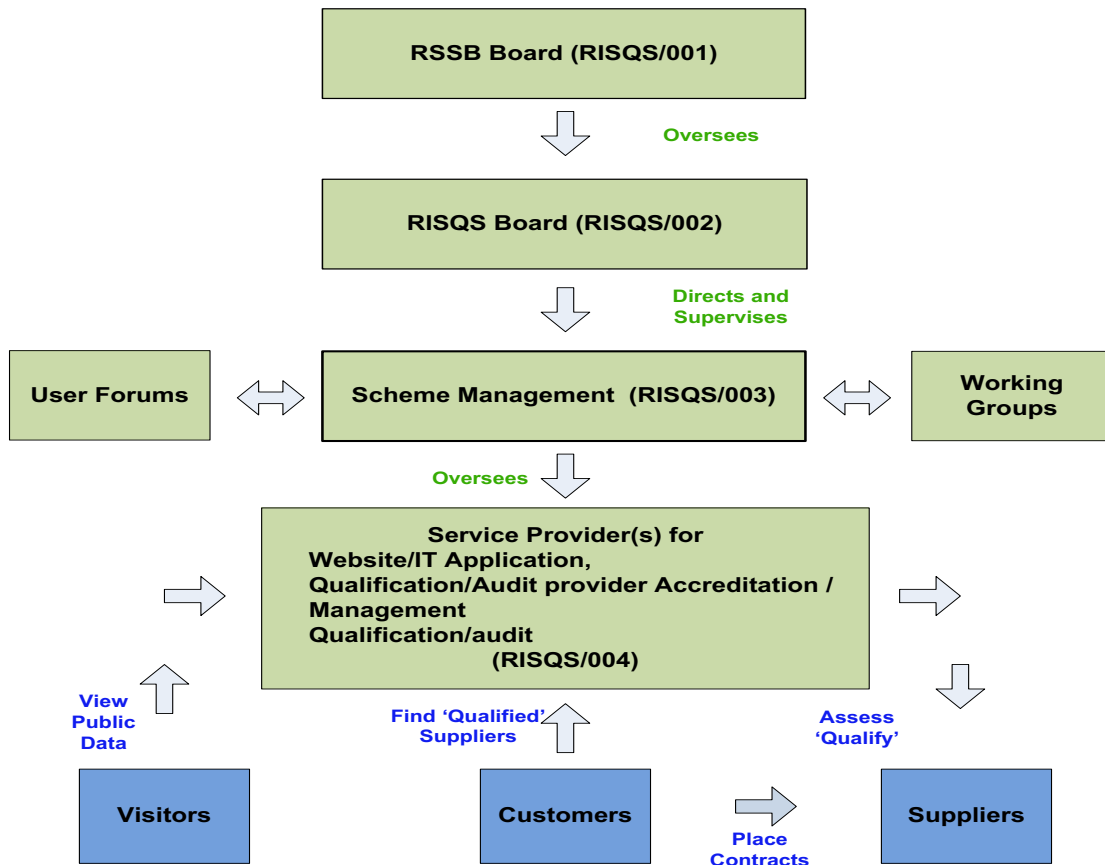 RSSB Board (RISQS/001)
Oversees
RISQS Board (RISQS/002)
Directs and
Supervises
User Forums
Scheme Management (RISQS/003)
Working
Groups
Oversees
Service Provider(s) for
Website/IT Application,
Qualification/Audit provider Accreditation /
Management
Qualification/audit
(RISQS/004)
View
Public
Data
Find ‘Qualified’
Suppliers
Assess
‘Qualify’
Visitors
Customers
Suppliers
Place
Contracts